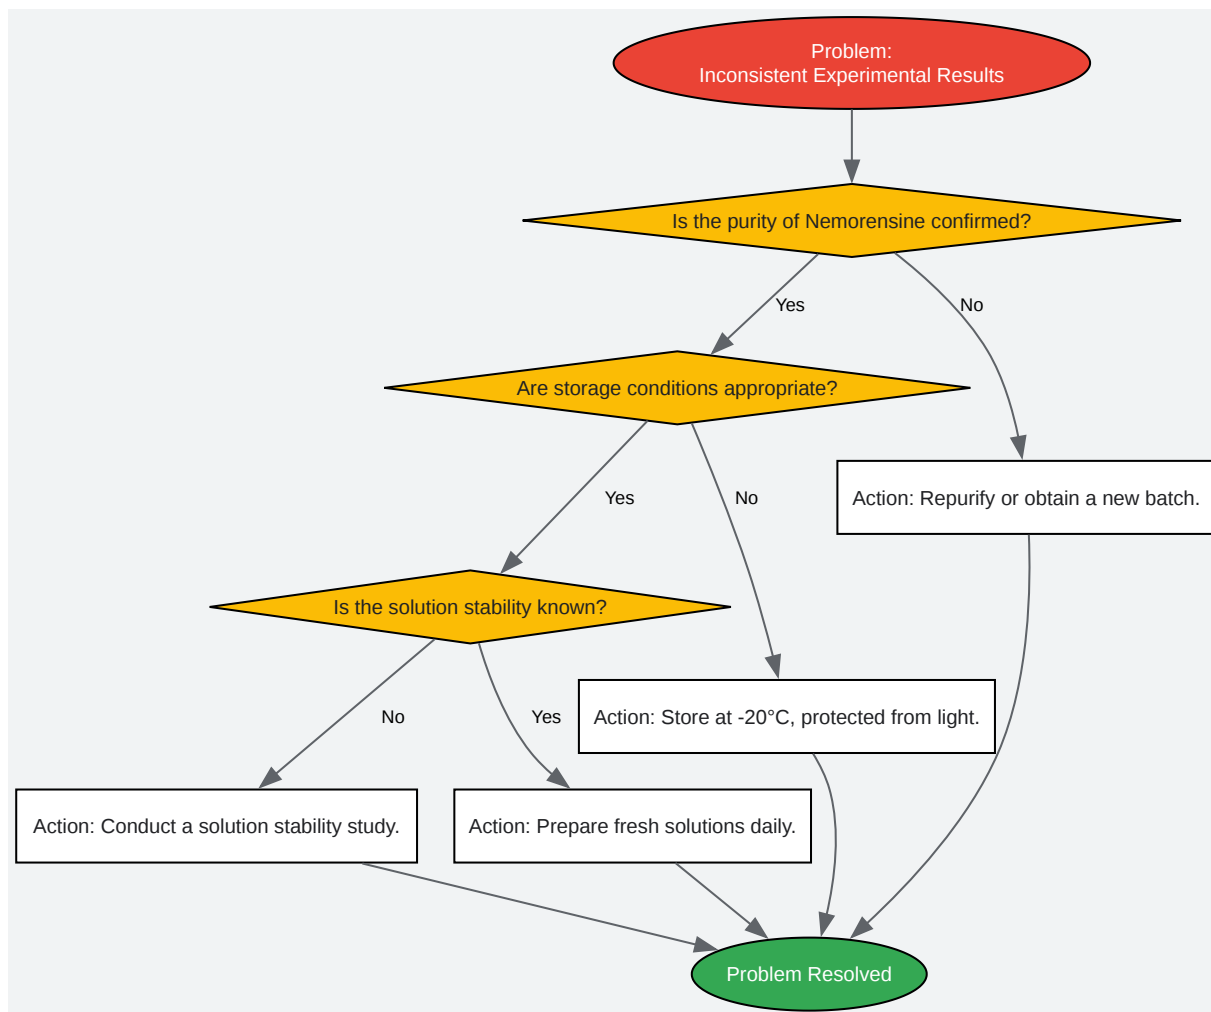 Problem:
Inconsistent Experimental Results
Is the purity of Nemorensine confirmed?
Yes
No
Are storage conditions appropriate?
Yes
No
Action: Repurify or obtain a new batch.
Is the solution stability known?
No
Yes
Action: Store at -20°C, protected from light.
Action: Conduct a solution stability study.
Action: Prepare fresh solutions daily.
Problem Resolved